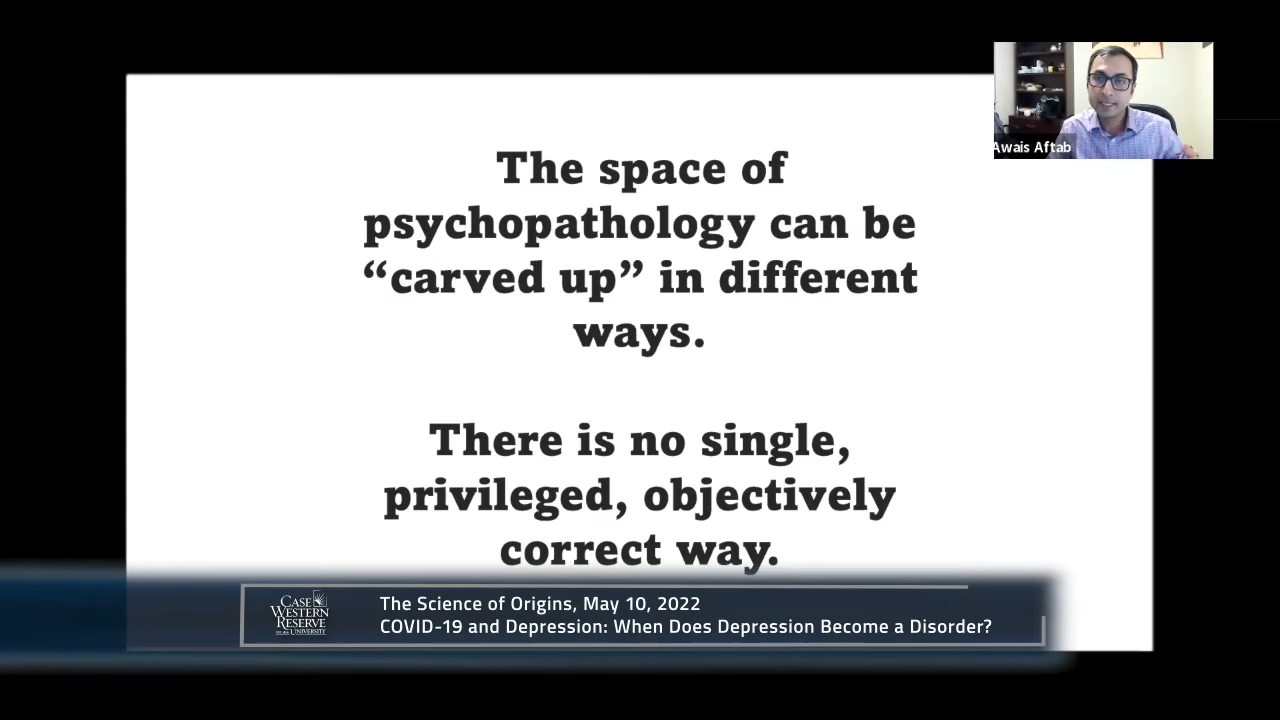 The space of
psychopathology can be
“carved up” in different
ways.
There is no single,
privileged, objectively
correct way.
Awais Aftab
CASE
WESTERN
RESERVE
UNIVERSITY
The Science of Origins, May 10, 2022
COVID-19 and Depression: When Does Depression Become a Disorder?